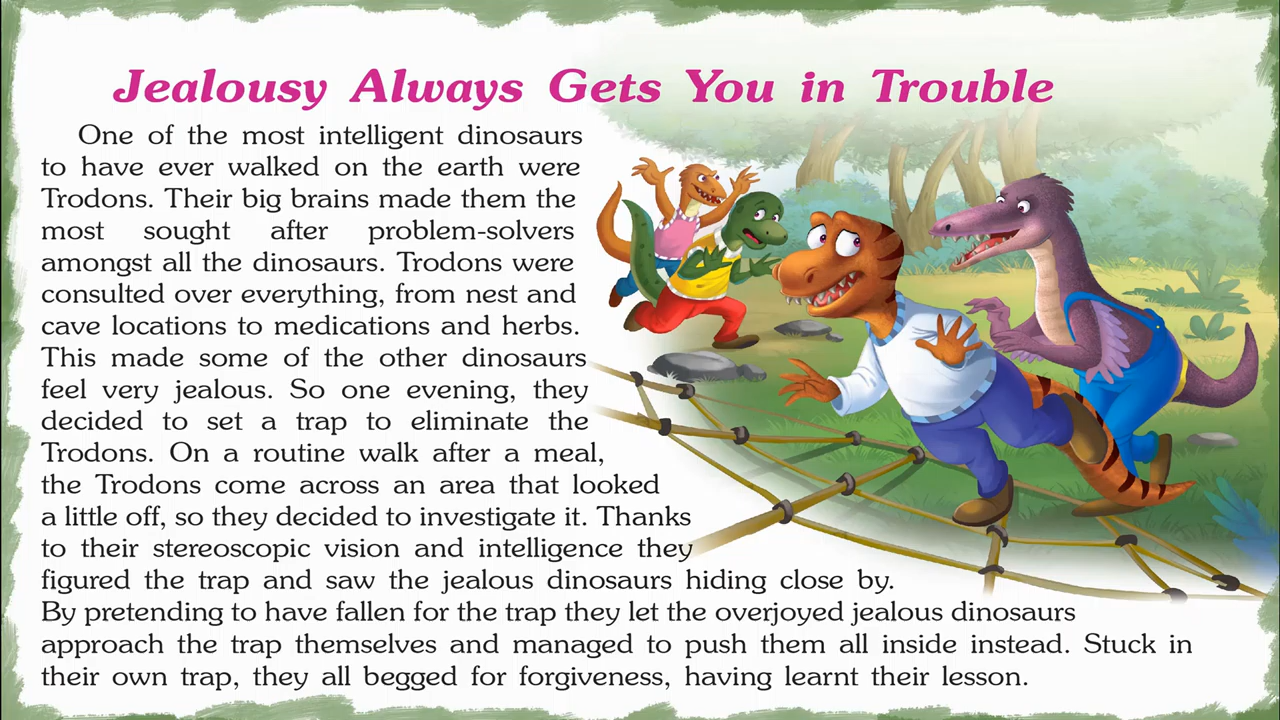 Jealousy Always Gets You in Trouble
One of the most intelligent dinosaurs
to have ever walked on the earth were
Trodons. Their big brains made them the
most sought after problem-solvers
amongst all the dinosaurs. Trodons were
consulted over everything, from nest and
cave locations to medications and herbs.
This made some of the other dinosaurs
feel very jealous. So one evening, they
decided to set a trap to eliminate the
Trodons. On a routine walk after a meal,
the Trodons come across an area that looked
a little off, so they decided to investigate it. Thanks
to their stereoscopic vision and intelligence they
figured the trap and saw the jealous dinosaurs hiding close by.
By pretending to have fallen for the trap they let the overjoyed jealous dinosaurs
approach the trap themselves and managed to push them all inside instead. Stuck in
their own trap, they all begged for forgiveness, having learnt their lesson.